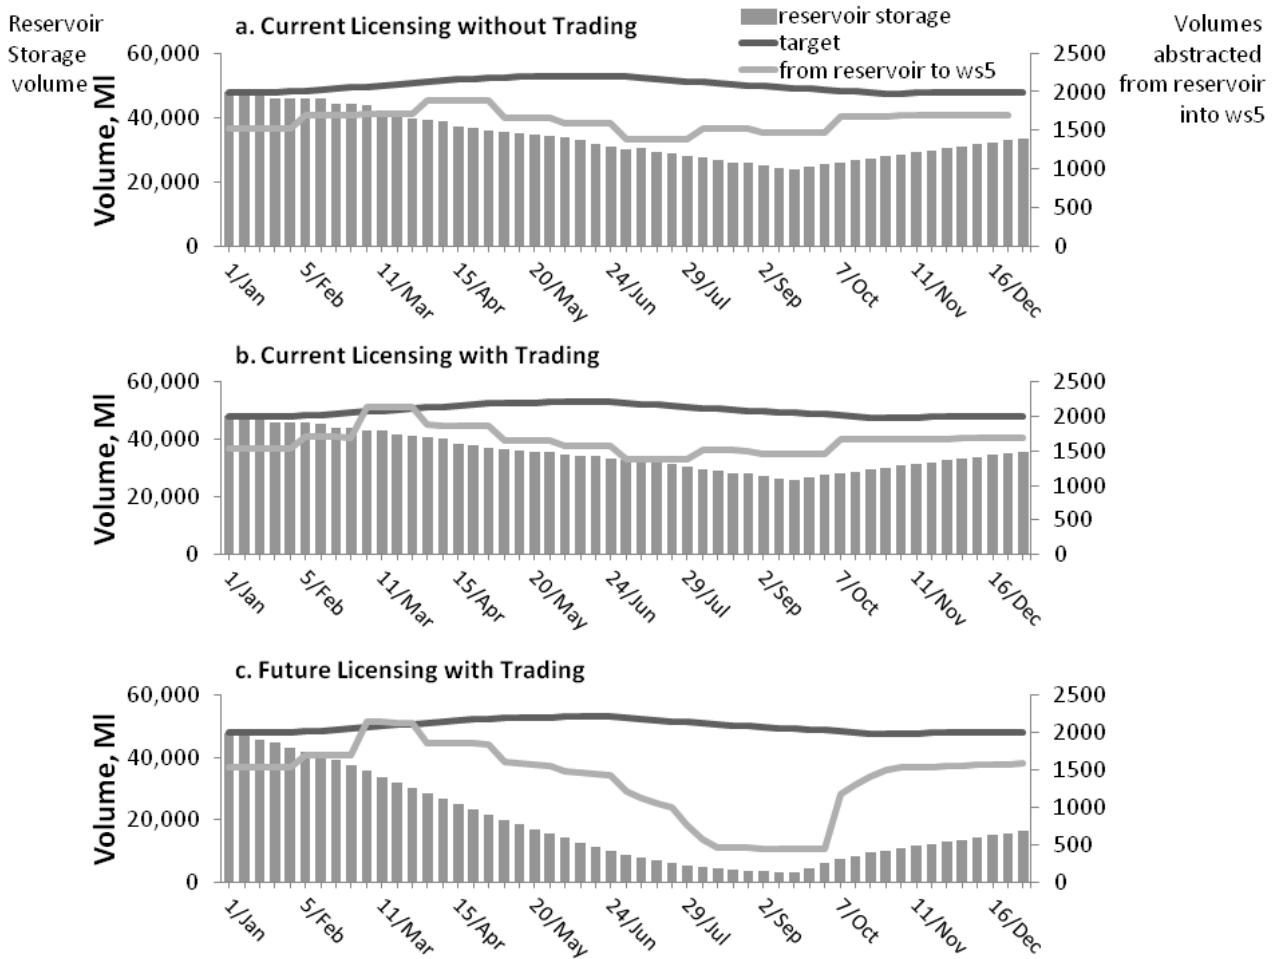 Reservoir
Storage
volume
a. Current Licensing without Trading
reservoir storage
target
from reservoir to ws5
Volumes
abstracted
from reservoir
into ws5
Volume, Ml
60,000
40,000
20,000
0
2500
2000
1500
1000
500
0
1/Jan
5/Feb
11/Mar
15/Apr
20/May
24/Jun
29/Jul
2/Sep
7/Oct
11/Nov
16/Dec
b. Current Licensing with Trading
Volume, Ml
60,000
40,000
20,000
0
2500
2000
1500
1000
500
0
1/Jan
5/Feb
11/Mar
15/Apr
20/May
24/Jun
29/Jul
2/Sep
7/Oct
11/Nov
16/Dec
c. Future Licensing with Trading
Volume, Ml
60,000
40,000
20,000
0
2500
2000
1500
1000
500
0
1/Jan
5/Feb
11/Mar
15/Apr
20/May
24/Jun
29/Jul
2/Sep
7/Oct
11/Nov
16/Dec